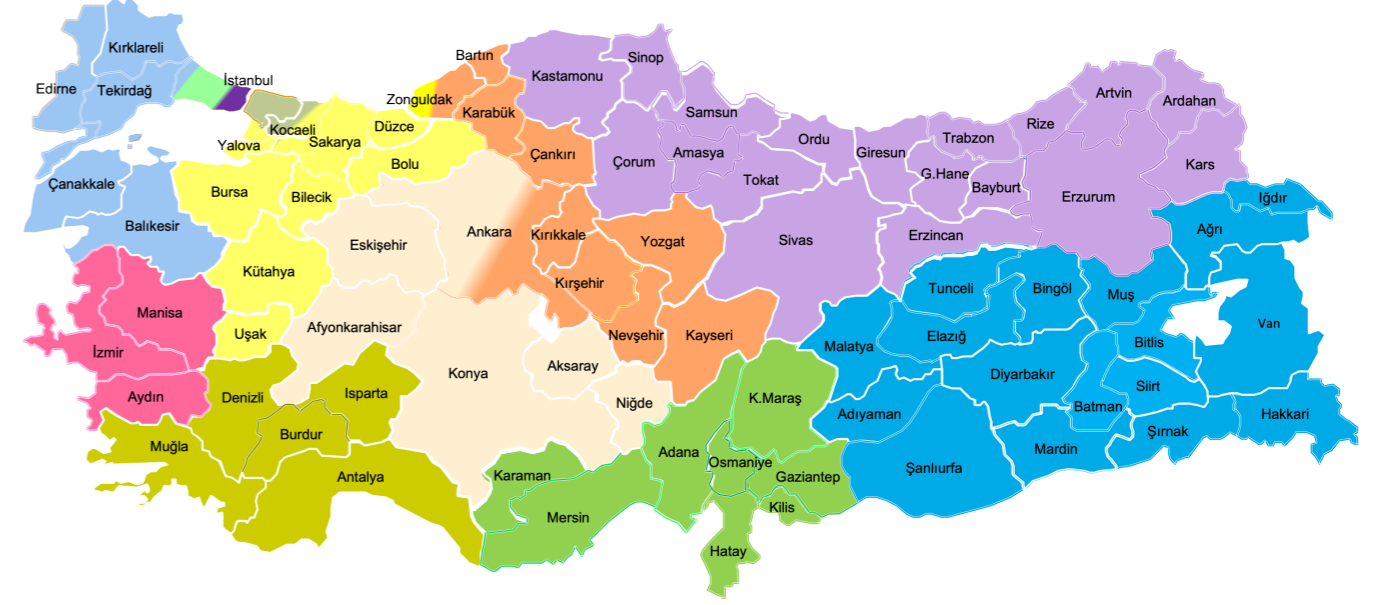 Kırklareli
Edirne
Tekirdağ
İstanbul
Bartın
Kastamonu
Sinop
Zonguldak
Karabük
Samsun
Artvin
Ardahan
Kocaeli
Yalova
Sakarya
Düzce
Bolu
Çankırı
Çorum
Amasya
Tokat
Ordu
Giresun
Trabzon
Rize
G.Hane
Bayburt
Erzurum
Kars
Iğdır
Ağrı
Çanakkale
Balıkesir
Bursa
Bilecik
Eskişehir
Ankara
Kırıkkale
Yozgat
Sivas
Erzincan
Kütahya
Kırşehir
Tunceli
Bingöl
Muş
Van
Manisa
İzmir
Uşak
Afyonkarahisar
Nevşehir
Kayseri
Malatya
Elazığ
Bitlis
Aydın
Denizli
Isparta
Konya
Aksaray
Niğde
K.Maraş
Adıyaman
Diyarbakır
Batman
Siirt
Şırnak
Hakkari
Muğla
Burdur
Antalya
Karaman
Mersin
Adana
Osmaniye
Gaziantep
Kilis
Hatay
Şanlıurfa
Mardin